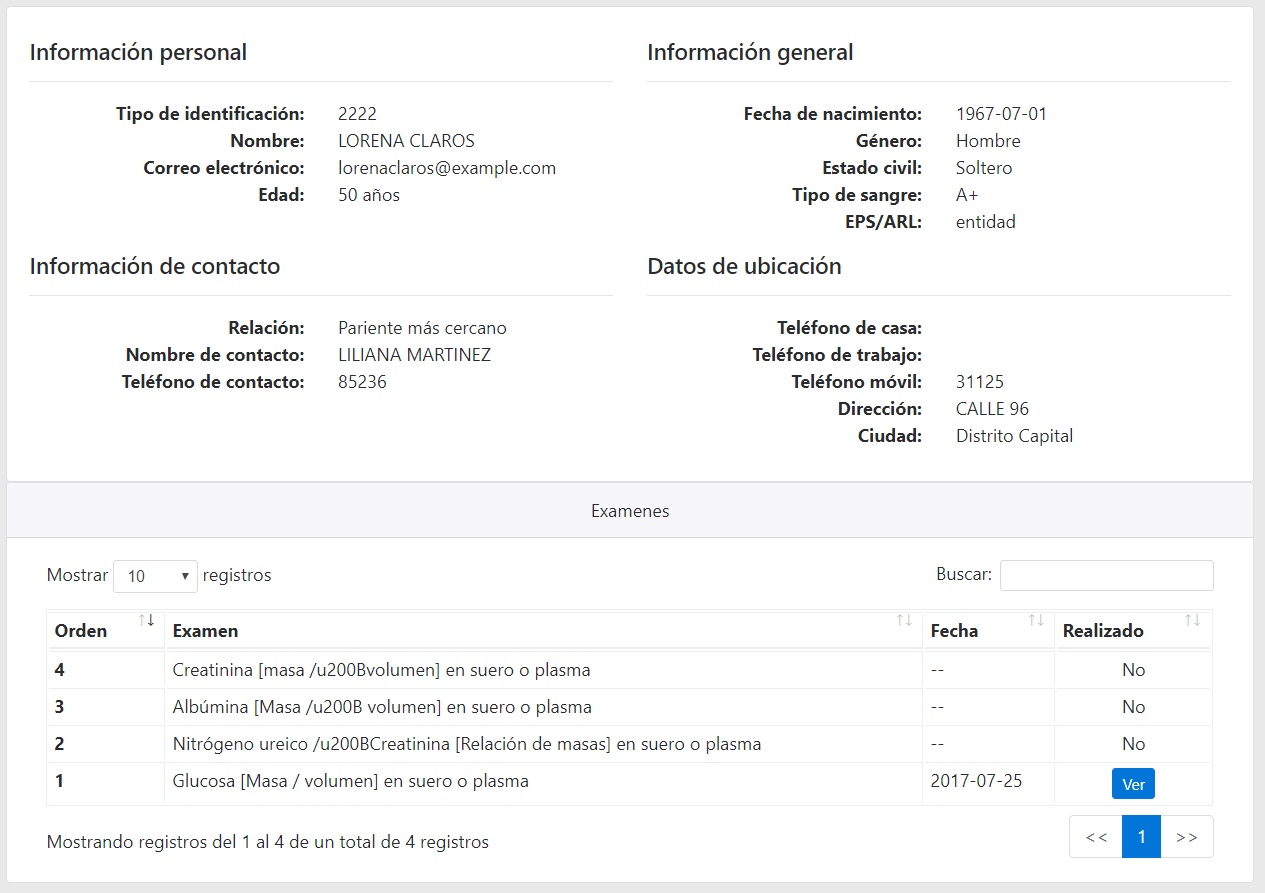 Información personal
Tipo de identificación: 2222
Nombre: LORENA CLAROS
Correo electrónico: lorenaclaros@example.com
Edad: 50 años
Información general
Fecha de nacimiento: 1967-07-01
Género: Hombre
Estado civil: Soltero
Tipo de sangre: A+
EPS/ARL: entidad
Información de contacto
Relación: Pariente más cercano
Nombre de contacto: LILIANA MARTINEZ
Teléfono de contacto: 85236
Datos de ubicación
Teléfono de casa:
Teléfono de trabajo:
Teléfono móvil: 31125
Dirección: CALLE 96
Ciudad: Distrito Capital
Examenes
Mostrar 10 registros Buscar:
Orden Examen Fecha Realizado
4 Creatinina [masa /u200Bvolumen] en suero o plasma -- No
3 Albúmina [Masa /u200B volumen] en suero o plasma -- No
2 Nitrógeno ureico /u200BCreatinina [Relación de masas] en suero o plasma -- No
1 Glucosa [Masa / volumen] en suero o plasma 2017-07-25 Ver
Mostrando registros del 1 al 4 de un total de 4 registros << 1 >>